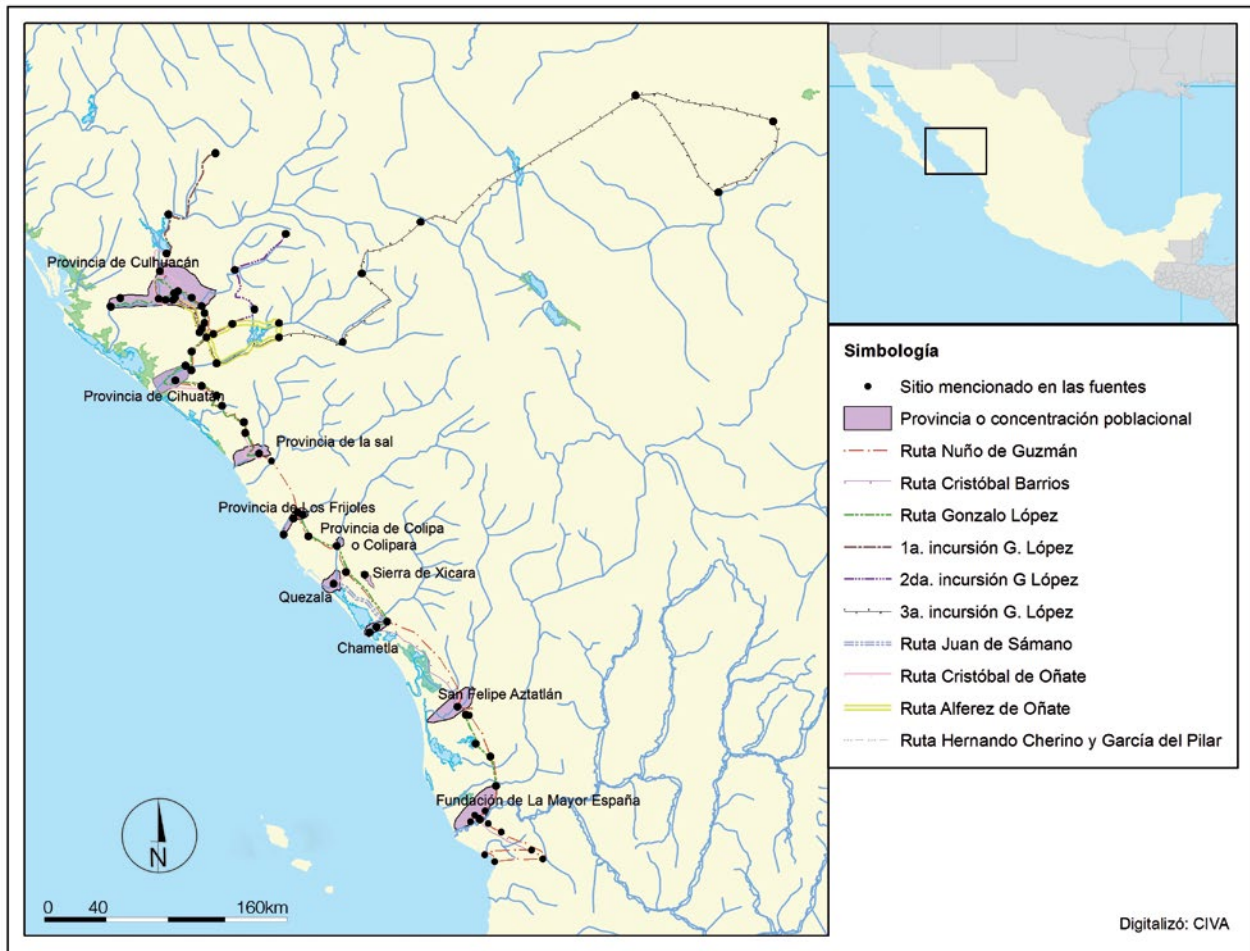 Provincia de Culhuacán
Provincia de Cihuatán
Provincia de la sal
Provincia de Los Frijoles
Provincia de Colipa
o Colipara
Sierra de Xicara
Quezala
Chametla
San Felipe Aztatlán
Fundación de La Mayor España
N
0 40 160km
Simbología
Sitio mencionado en las fuentes
Provincia o concentración poblacional
Ruta Nuño de Guzmán
Ruta Cristóbal Barrios
Ruta Gonzalo López
1a. incursión G. López
2da. incursión G López
3a. incursión G. López
Ruta Juan de Sámano
Ruta Cristóbal de Oñate
Ruta Alferez de Oñate
Ruta Hernando Cherino y García del Pilar
Digitalizó: CIVA